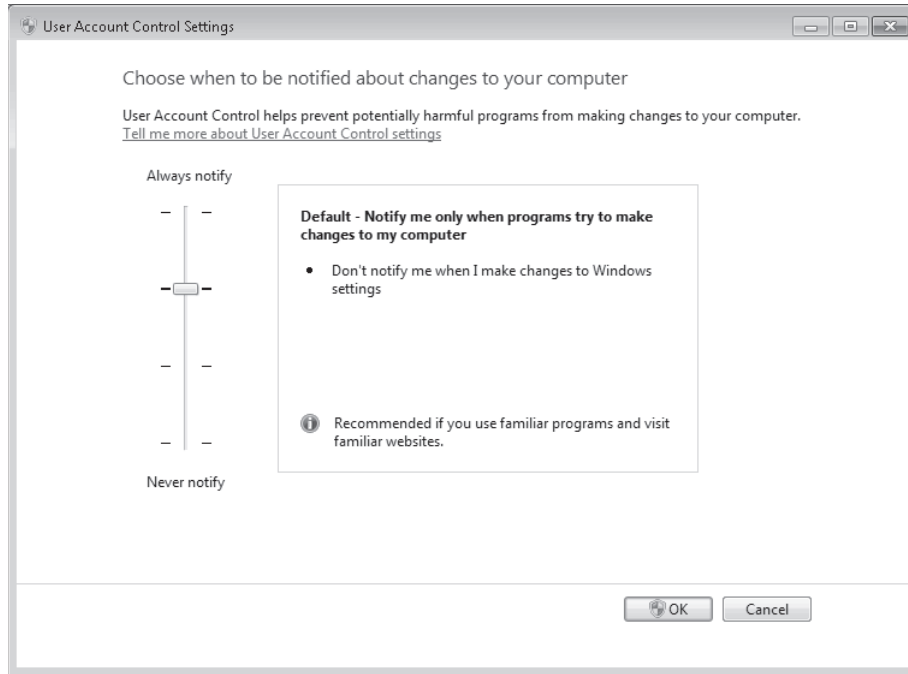 User Account Control Settings
Choose when to be notified about changes to your computer
User Account Control helps prevent potentially harmful programs from making changes to your computer.
Tell me more about User Account Control settings
Always notify
Default - Notify me only when programs try to make
changes to my computer
• Don't notify me when I make changes to Windows
settings
Recommended if you use familiar programs and visit
familiar websites.
Never notify
OK
Cancel